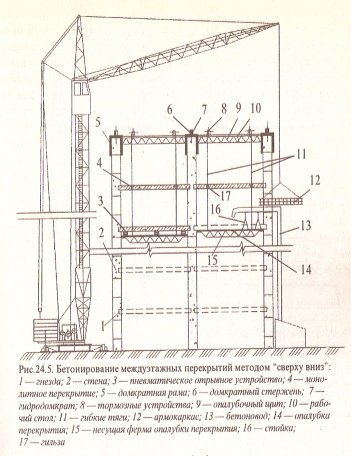 6 7 8 9 10
5
4
11
12
17
16
3
13
2
15
14
1
Рис.24.5. Бетонирование междуэтажных перекрытий методом "сверху вниз":
1 — гнезда; 2 — стена; 3 — пневматическое отрывное устройство; 4 — моно-
литное перекрытие; 5 — домкратная рама; 6 — домкратный стержень; 7 —
гидродомкрат; 8 — тормозные устройства; 9 — опалубочный щит; 10 — рабо-
чий стол; 11 — гибкие тяги; 12 — армокаркас; 13 — бетоновод; 14 — опалубка
перекрытия; 15 — несущая ферма опалубки перекрытия; 16 — стойка;
17 — гильза